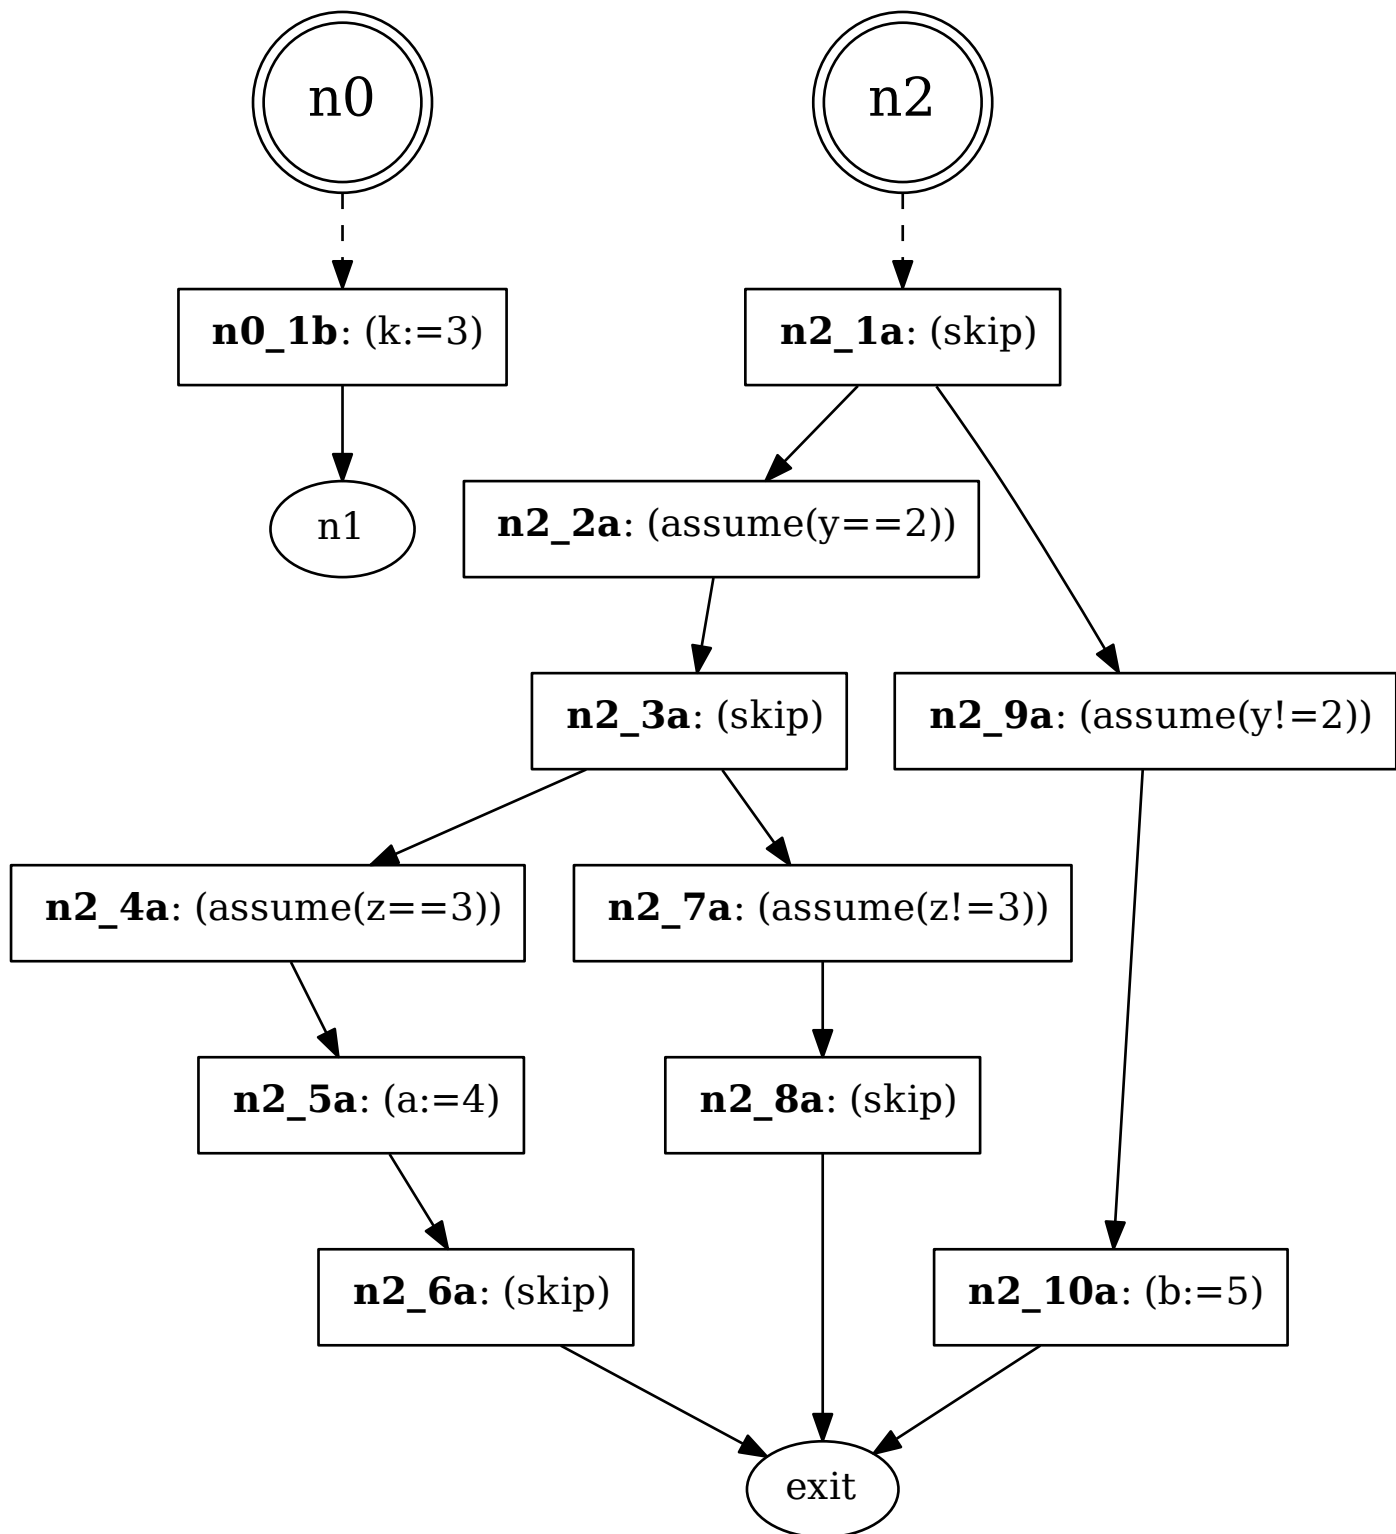 n0
n2
n0_1b: (k:=3)
n2_1a: (skip)
n2_2a: (assume(y==2))
n1
n2_3a: (skip)
n2_9a: (assume(y!=2))
n2_4a: (assume(z==3))
n2_7a: (assume(z!=3))
n2_5a: (a:=4)
n2_8a: (skip)
n2_6a: (skip)
n2_10a: (b:=5)
exit